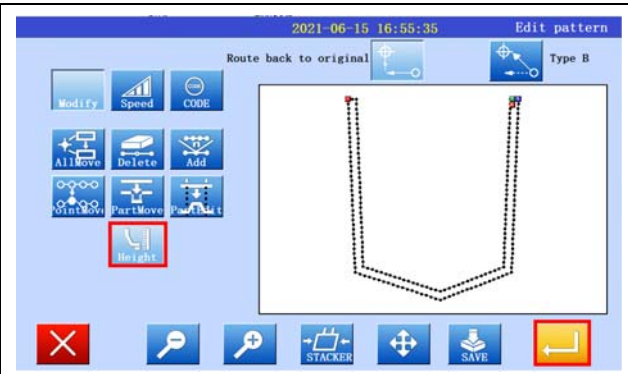 2021-06-15 16:55:35 Edit pattern
Route back to original
Type B
Modify Speed CODE
AllMove Delete Add
PointMove PartMove PartEdit
Height
STACKER
SAVE